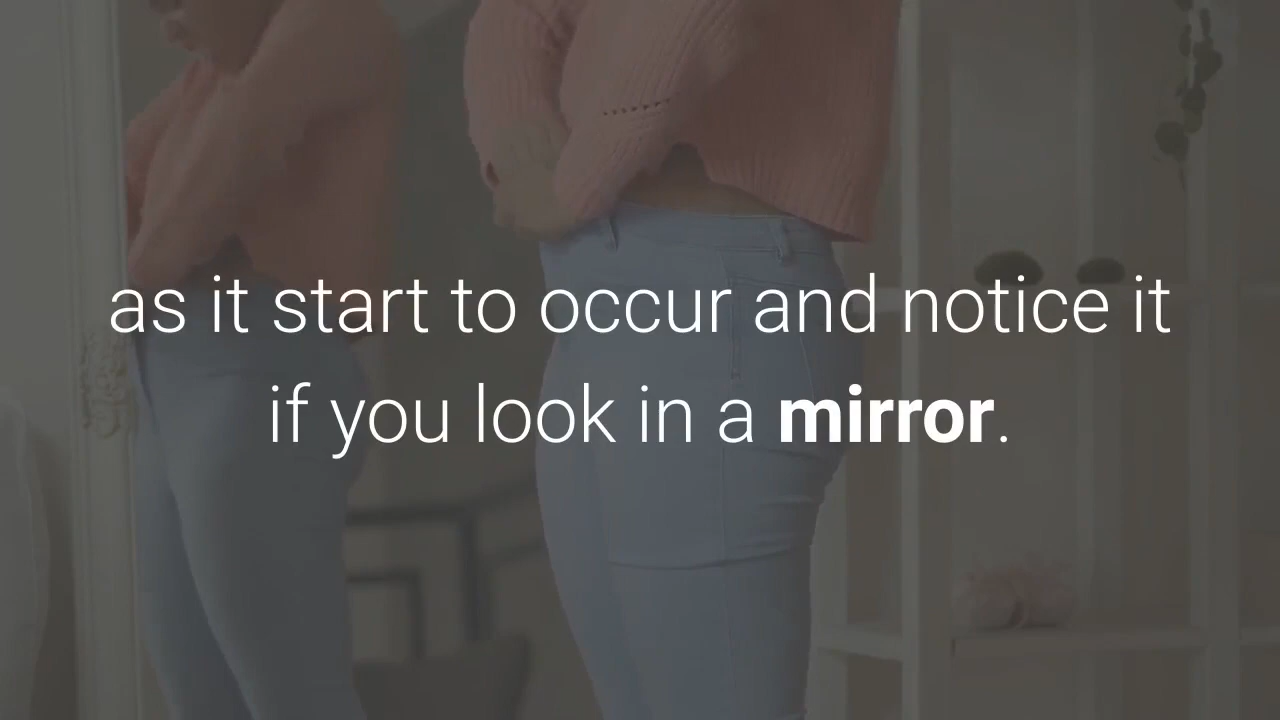 as it start to occur and notice it
if you look in a mirror.